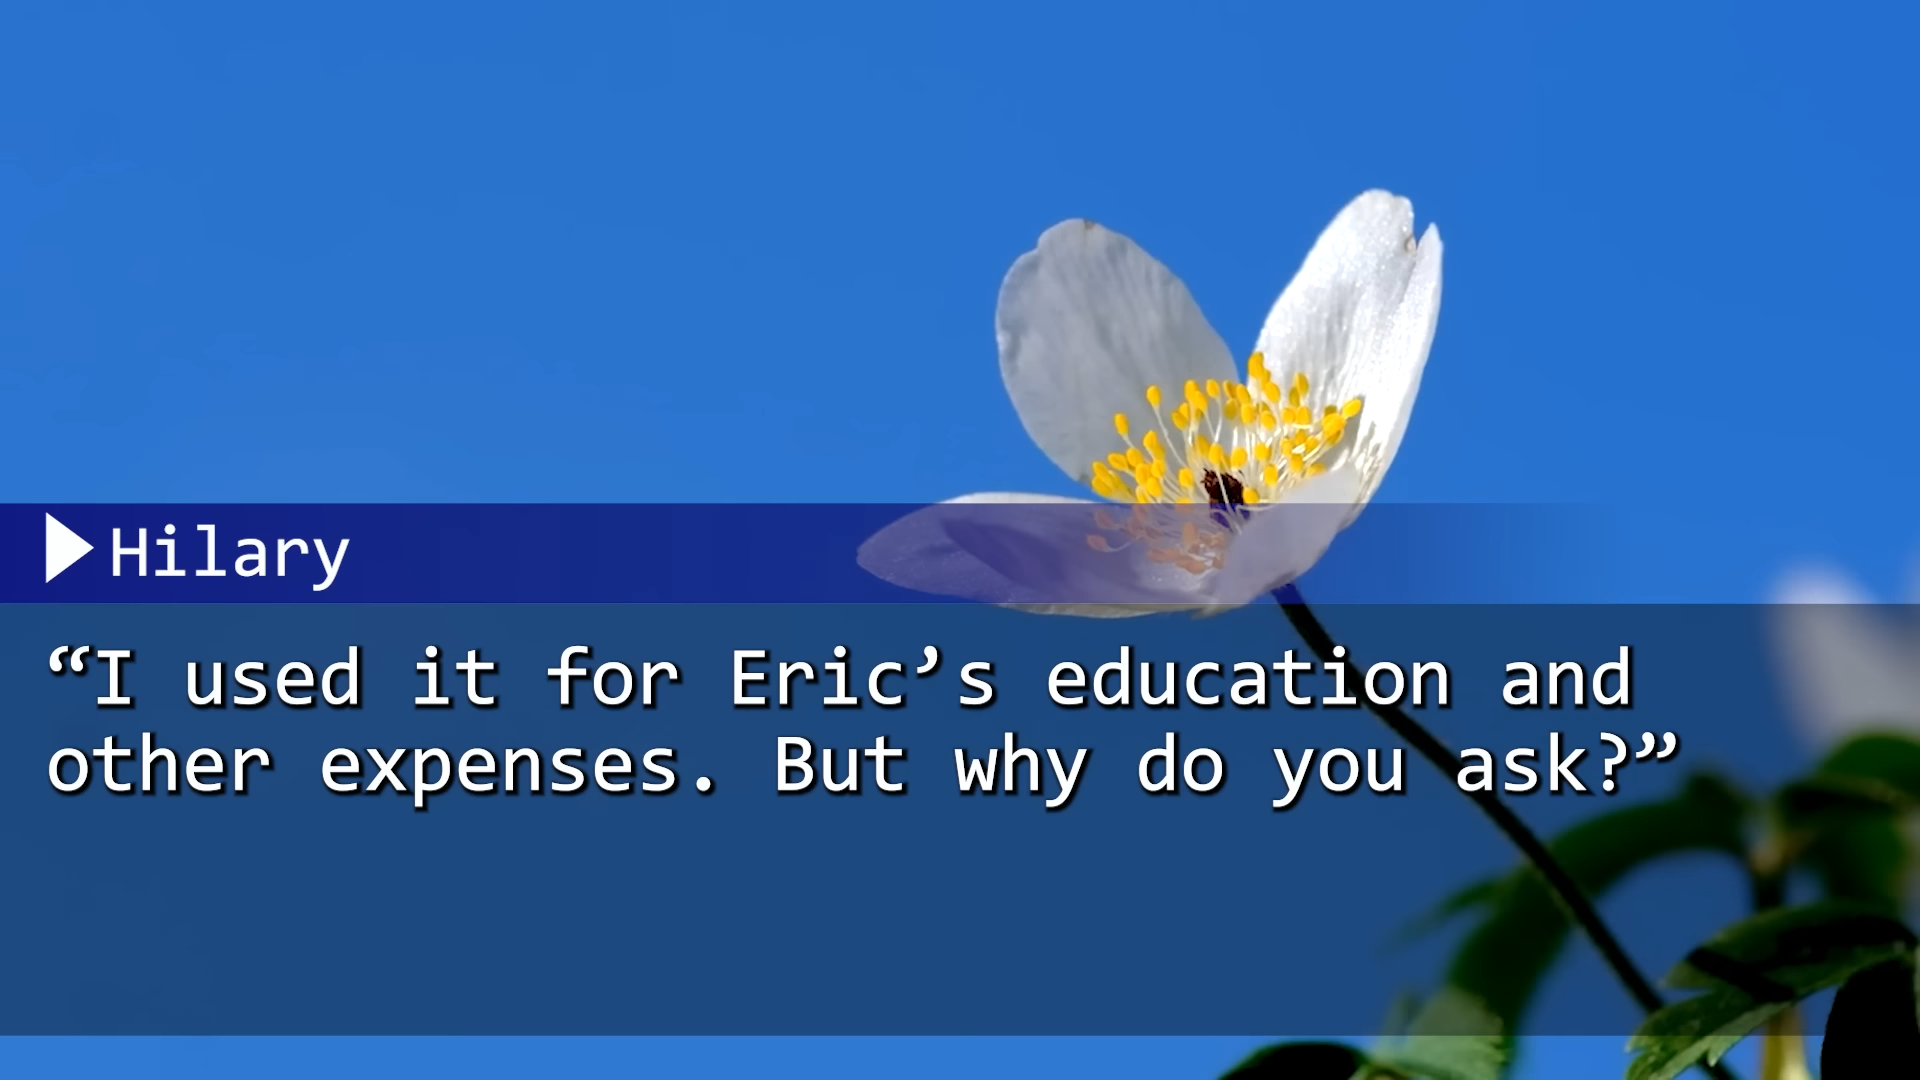 Hilary
“I used it for Eric’s education and
other expenses. But why do you ask?”